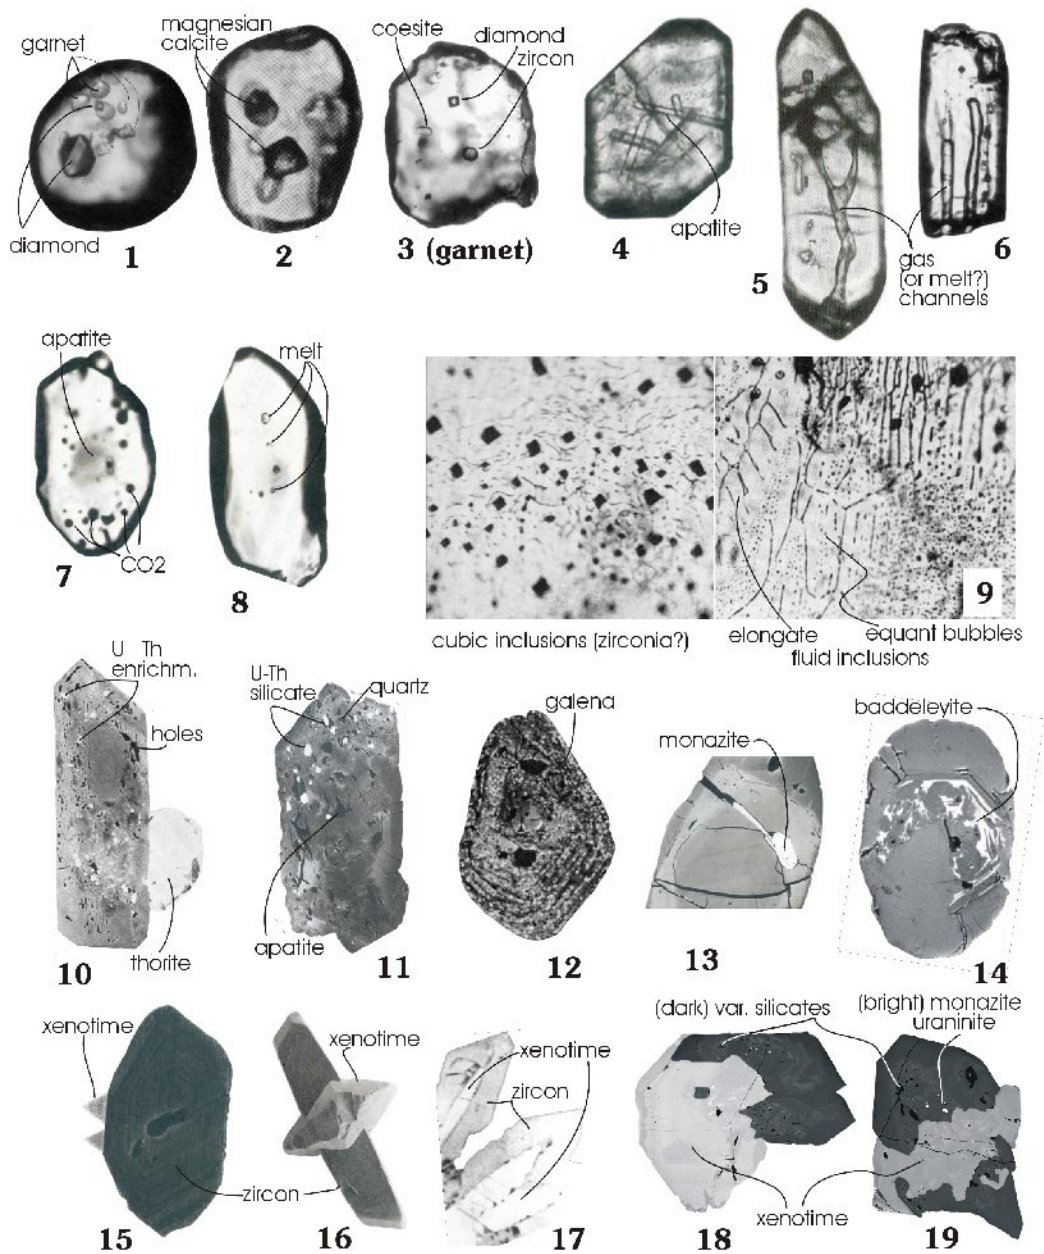 garnet
diamond
1
magnesian
calcite
2
coesite
diamond
zircon
3 (garnet)
apatite
4
5
gas
(or melt?)
channels
6
apatite
CO2
7
melt
8
cubic inclusions (zirconia?)
9
elongate
equant bubbles
fluid inclusions
U Th
enrichm.
holes
thorite
10
U-Th
silicate
quartz
apatite
11
galena
12
monazite
13
baddeleyite
14
xenotime
15
zircon
xenotime
16
xenotime
zircon
17
(dark) var. silicates
(bright) monazite
uraninite
xenotime
18
19